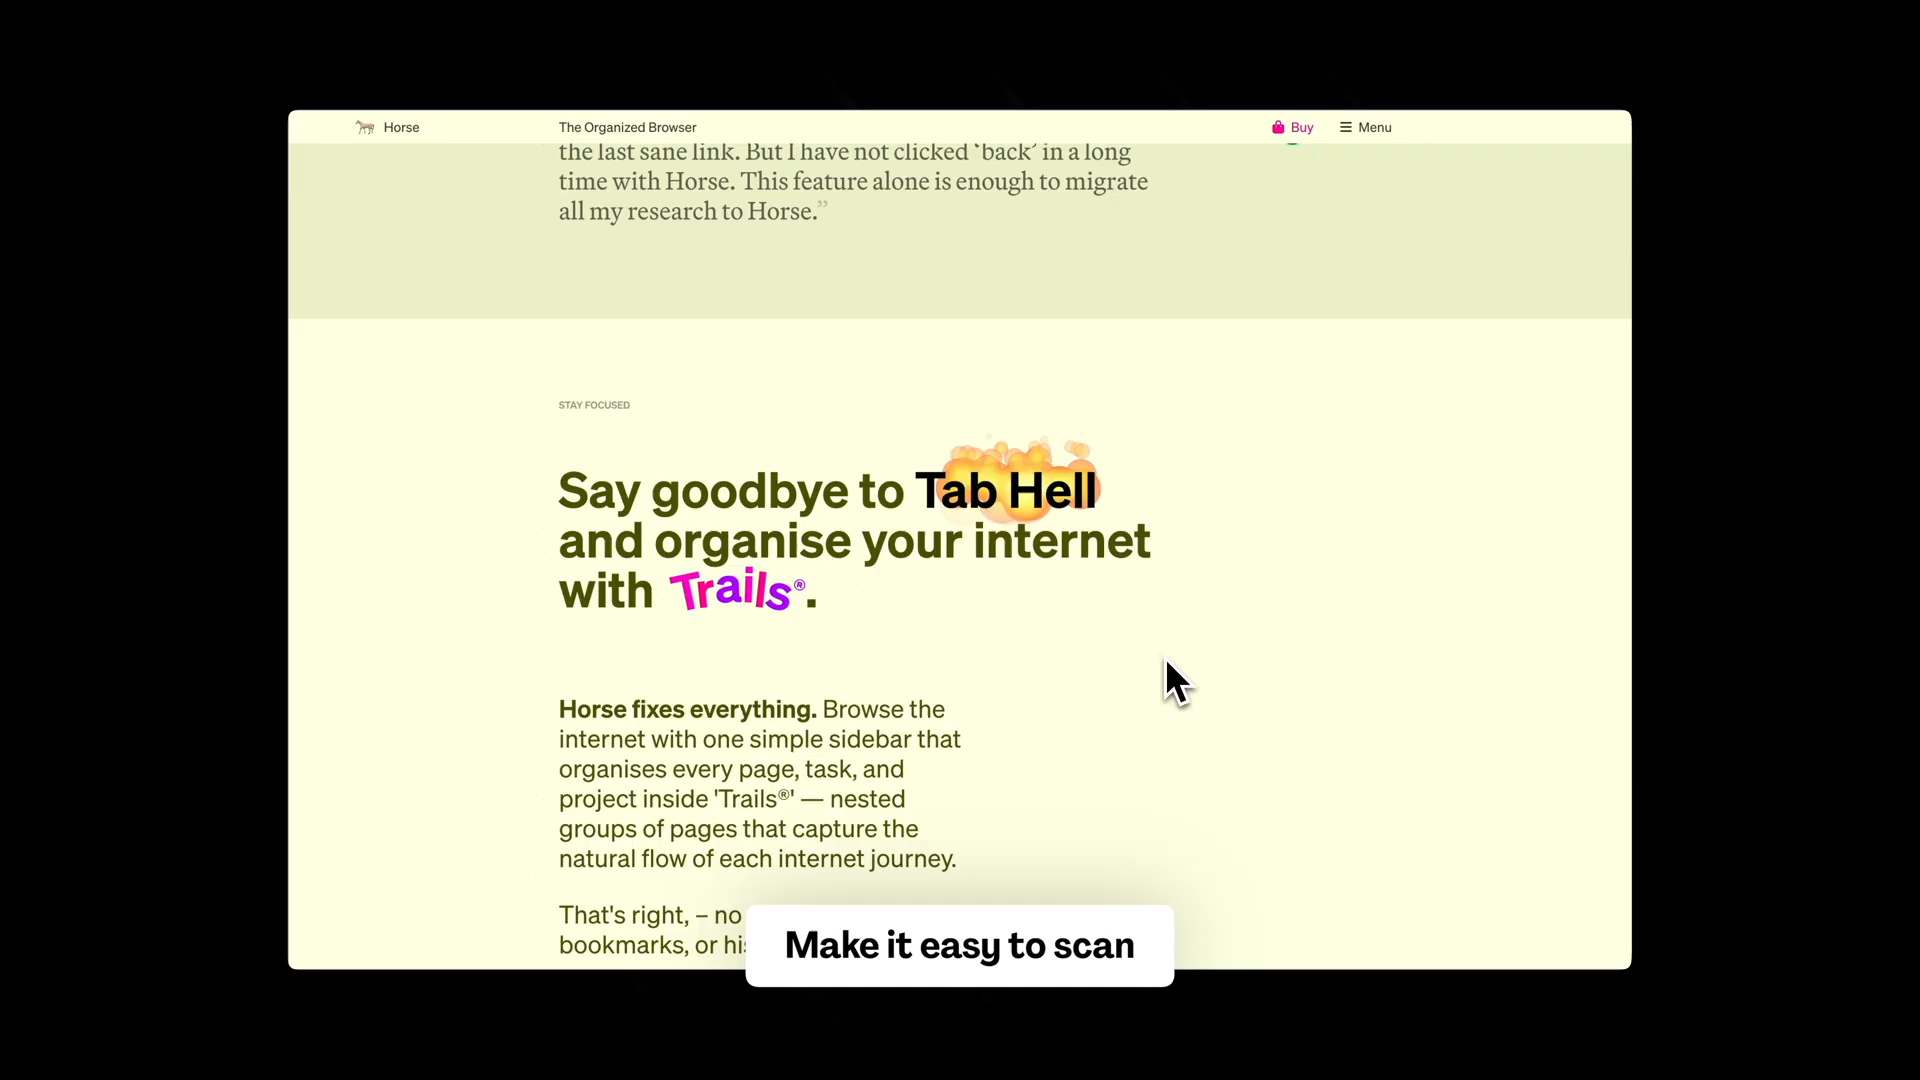 Horse
The Organized Browser
Buy
Menu
the last sane link. But I have not clicked ‘back’ in a long
time with Horse. This feature alone is enough to migrate
all my research to Horse.”
STAY FOCUSED
Say goodbye to Tab Hell
and organise your internet
with Trails®.
Horse fixes everything. Browse the
internet with one simple sidebar that
organises every page, task, and
project inside 'Trails®' — nested
groups of pages that capture the
natural flow of each internet journey.
That's right, – no
bookmarks, or
Make it easy to scan